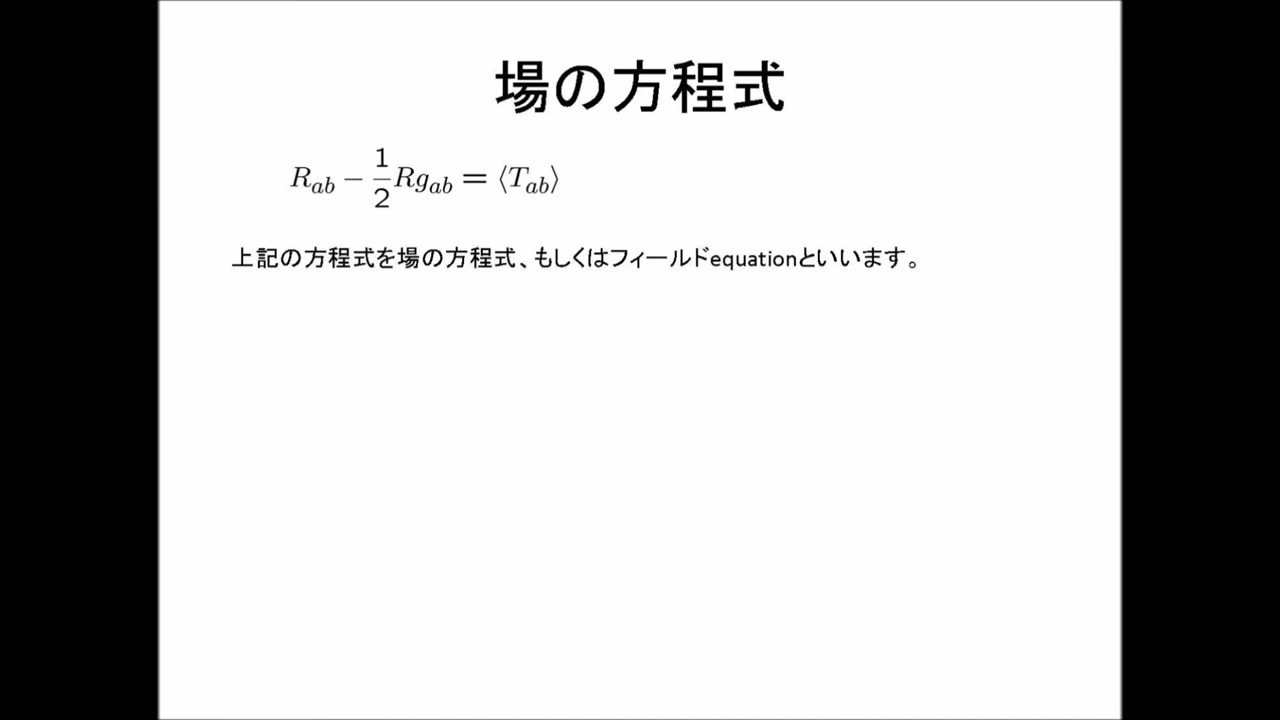 場の方程式
R_{ab} − \frac{1}{2}Rg_{ab} = ⟨T_{ab}⟩
上記の方程式を場の方程式、もしくはフィールドequationといいます。